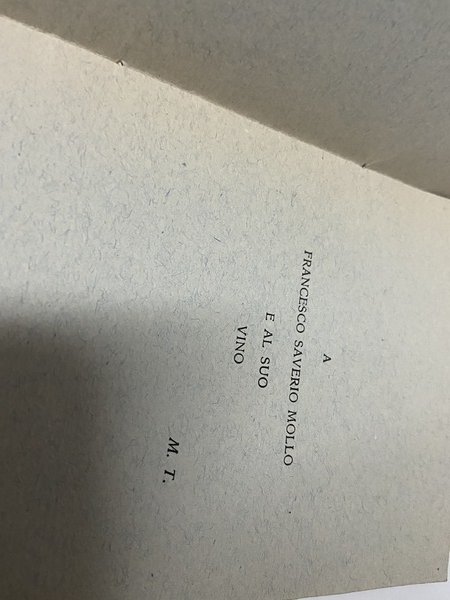 A
FRANCESCO SAVERIO MOLLO
E AL SUO
VINO
M. T.